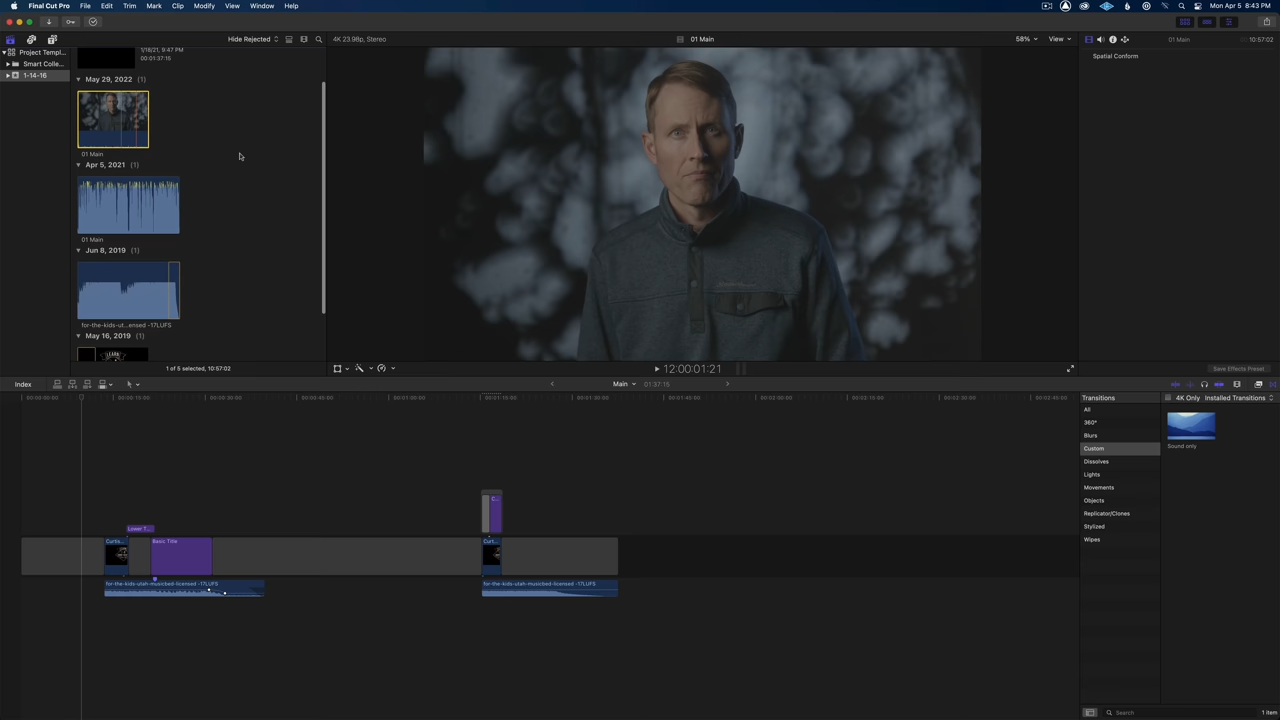 Final Cut Pro File Edit Trim Mark Clip Modify View Window Help
Mon Apr 5 8:43 PM
Hide Rejected
4K 23.98p, Stereo
01 Main
58%
View
01 Main
10:57:02
Project Templ...
Smart Colle...
1-14-16
1/18/21, 9:47 PM
00:01:37:15
May 29, 2022 (1)
01 Main
Apr 5, 2021 (1)
01 Main
Jun 8, 2019 (1)
for-the-kids-ut...ensed -17LUFS
May 16, 2019 (1)
Spatial Conform
1 of 5 selected, 10:57:02
12:00:01:21
Save Effects Preset
Index
Main
01:37:15
00:00:00:00
00:00:15:00
00:00:30:00
00:00:45:00
00:01:00:00
00:01:15:00
00:01:30:00
00:01:45:00
00:02:00:00
00:02:15:00
00:02:30:00
00:02:45:00
Transitions
4K Only
Installed Transitions
All
360°
Blurs
Custom
Dissolves
Lights
Movements
Objects
Replicator/Clones
Stylized
Wipes
Sound only
C...
Lower T...
Curtis...
Basic Title
Curt...
for-the-kids-utah-musicbed-licensed -17LUFS
for-the-kids-utah-musicbed-licensed -17LUFS
Search
1 item